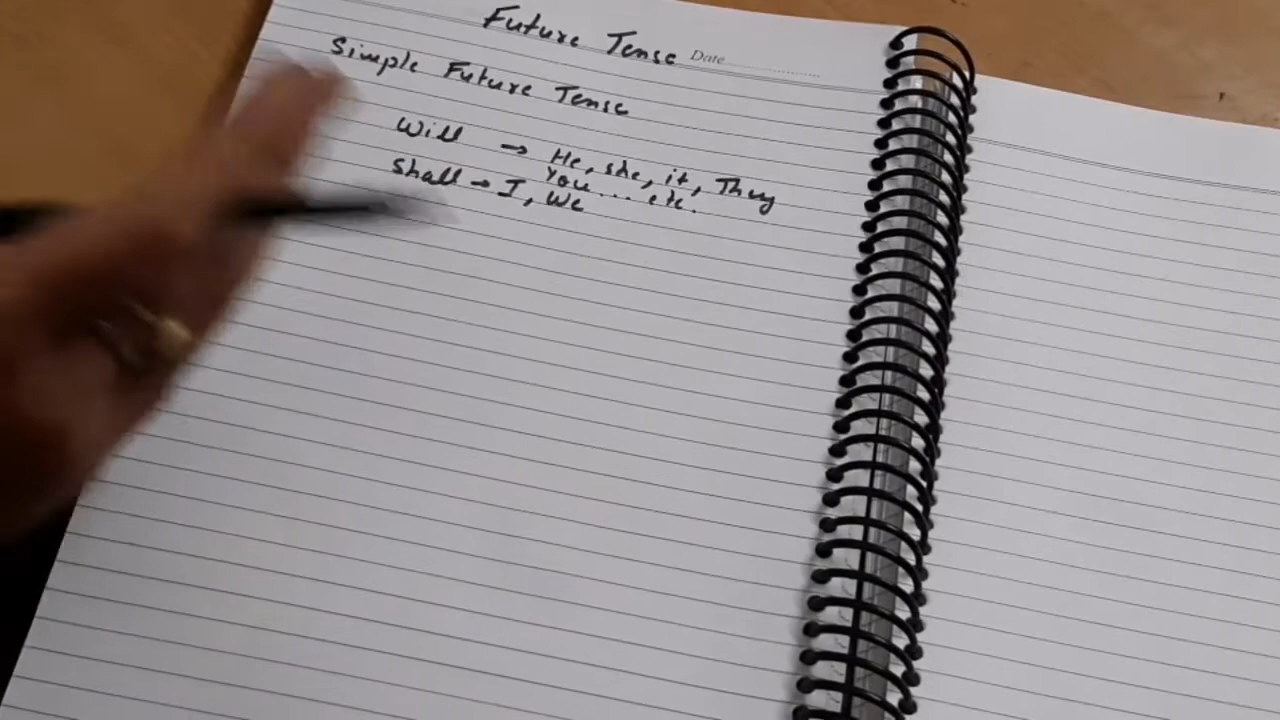 Future Tense Date
Simple Future Tense
Will → He, she, it, They
You... etc.
Shall → I, We